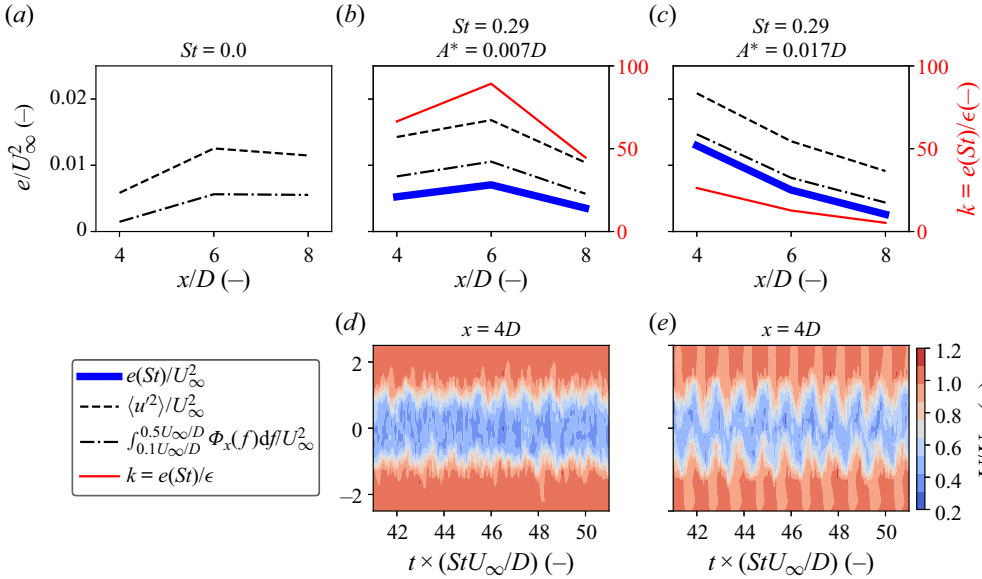 (a)
(b)
(c)
St = 0.0
St = 0.29
A* = 0.007D
St = 0.29
A* = 0.017D
e/U²∞ (–)
0.02
0.01
0
4
6
8
x/D (–)
4
6
8
x/D (–)
100
50
0
4
6
8
x/D (–)
100
50
0
k = e(St)/ϵ(–)
e(St)/U²∞
⟨u′²⟩/U²∞
∫0.1U∞/D^0.5U∞/D Φx(f)df/U²∞
k = e(St)/ϵ
(d)
x = 4D
2
0
−2
42
44
46
48
50
t × (StU∞/D) (–)
(e)
x = 4D
42
44
46
48
50
t × (StU∞/D) (–)
1.2
1.0
0.8
0.6
0.4
0.2